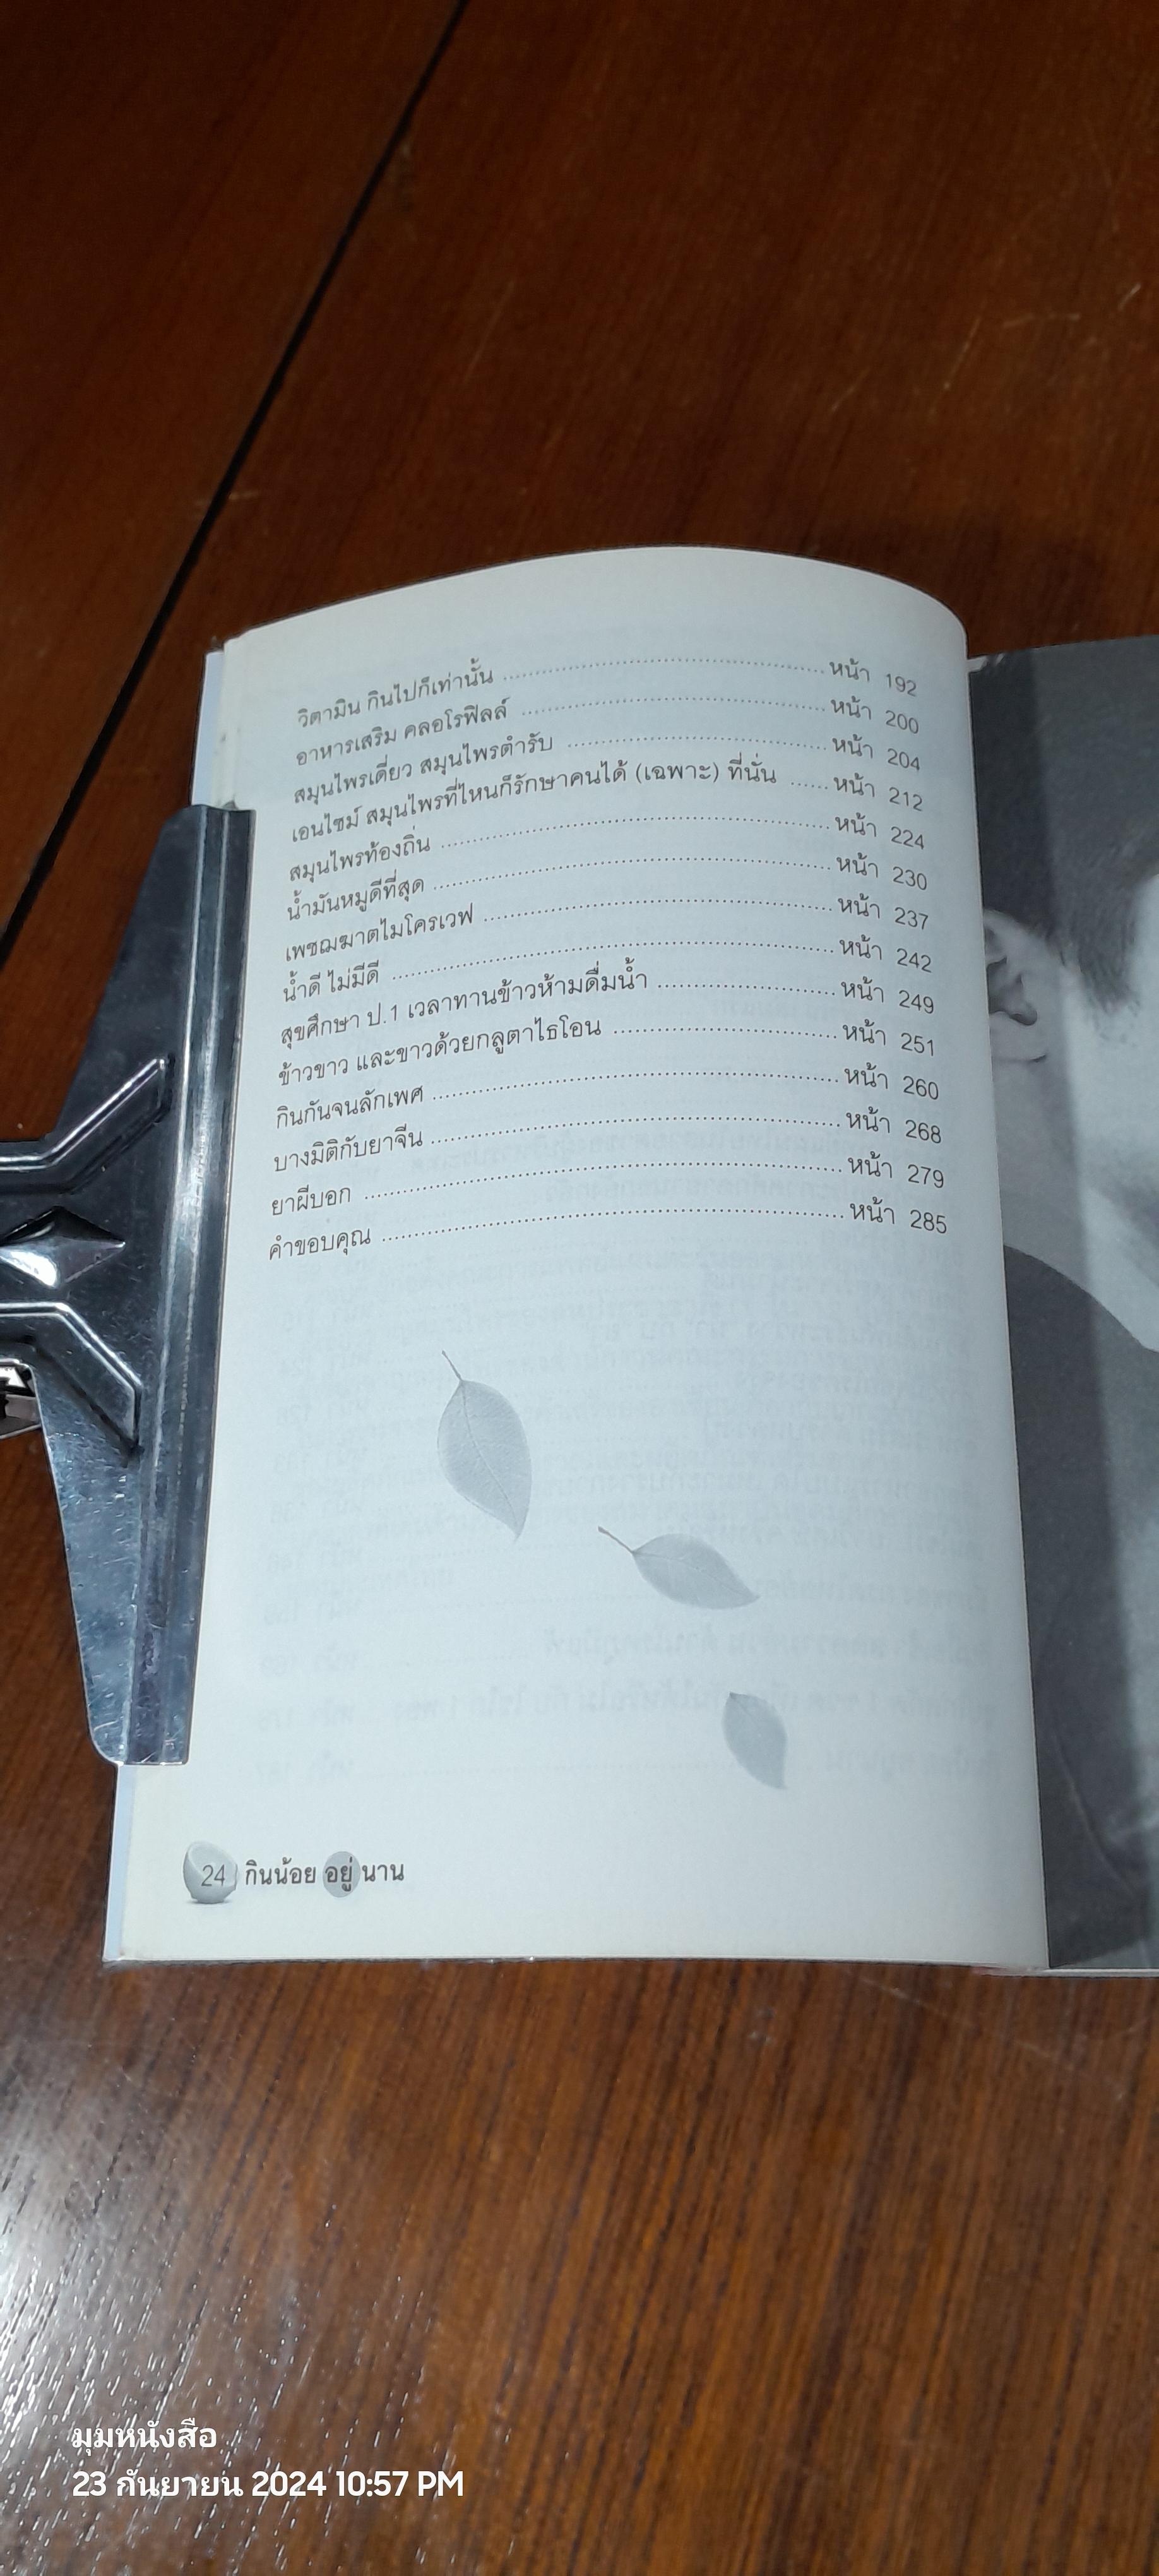 วิตามิน กินไปก็เท่านั้น ........ หน้า 192
อาหารเสริม คลอโรฟิลล์ ........ หน้า 200
สมุนไพรเดี่ยว สมุนไพรตำรับ ........ หน้า 204
เอนไซม์ สมุนไพรที่ไหนก็รักษาคนได้ (เฉพาะ) ที่นั่น ...... หน้า 212
สมุนไพรท้องถิ่น ........ หน้า 224
น้ำมันหมูดีที่สุด ........ หน้า 230
เพชฌฆาตไมโครเวฟ ........ หน้า 237
น้ำดี ไม่มีดี ........ หน้า 242
สุขศึกษา ป.1 เวลาทานข้าวห้ามดื่มน้ำ ........ หน้า 249
ข้าวขาว และขาวด้วยกลูตาไธโอน ........ หน้า 251
กินกันจนลักเพศ ........ หน้า 260
บางมิติกับยาจีน ........ หน้า 268
ยาผีบอก ........ หน้า 279
คำขอบคุณ ........ หน้า 285
24 กินน้อย อยู่ นาน
มุมหนังสือ
23 กันยายน 2024 10:57 PM